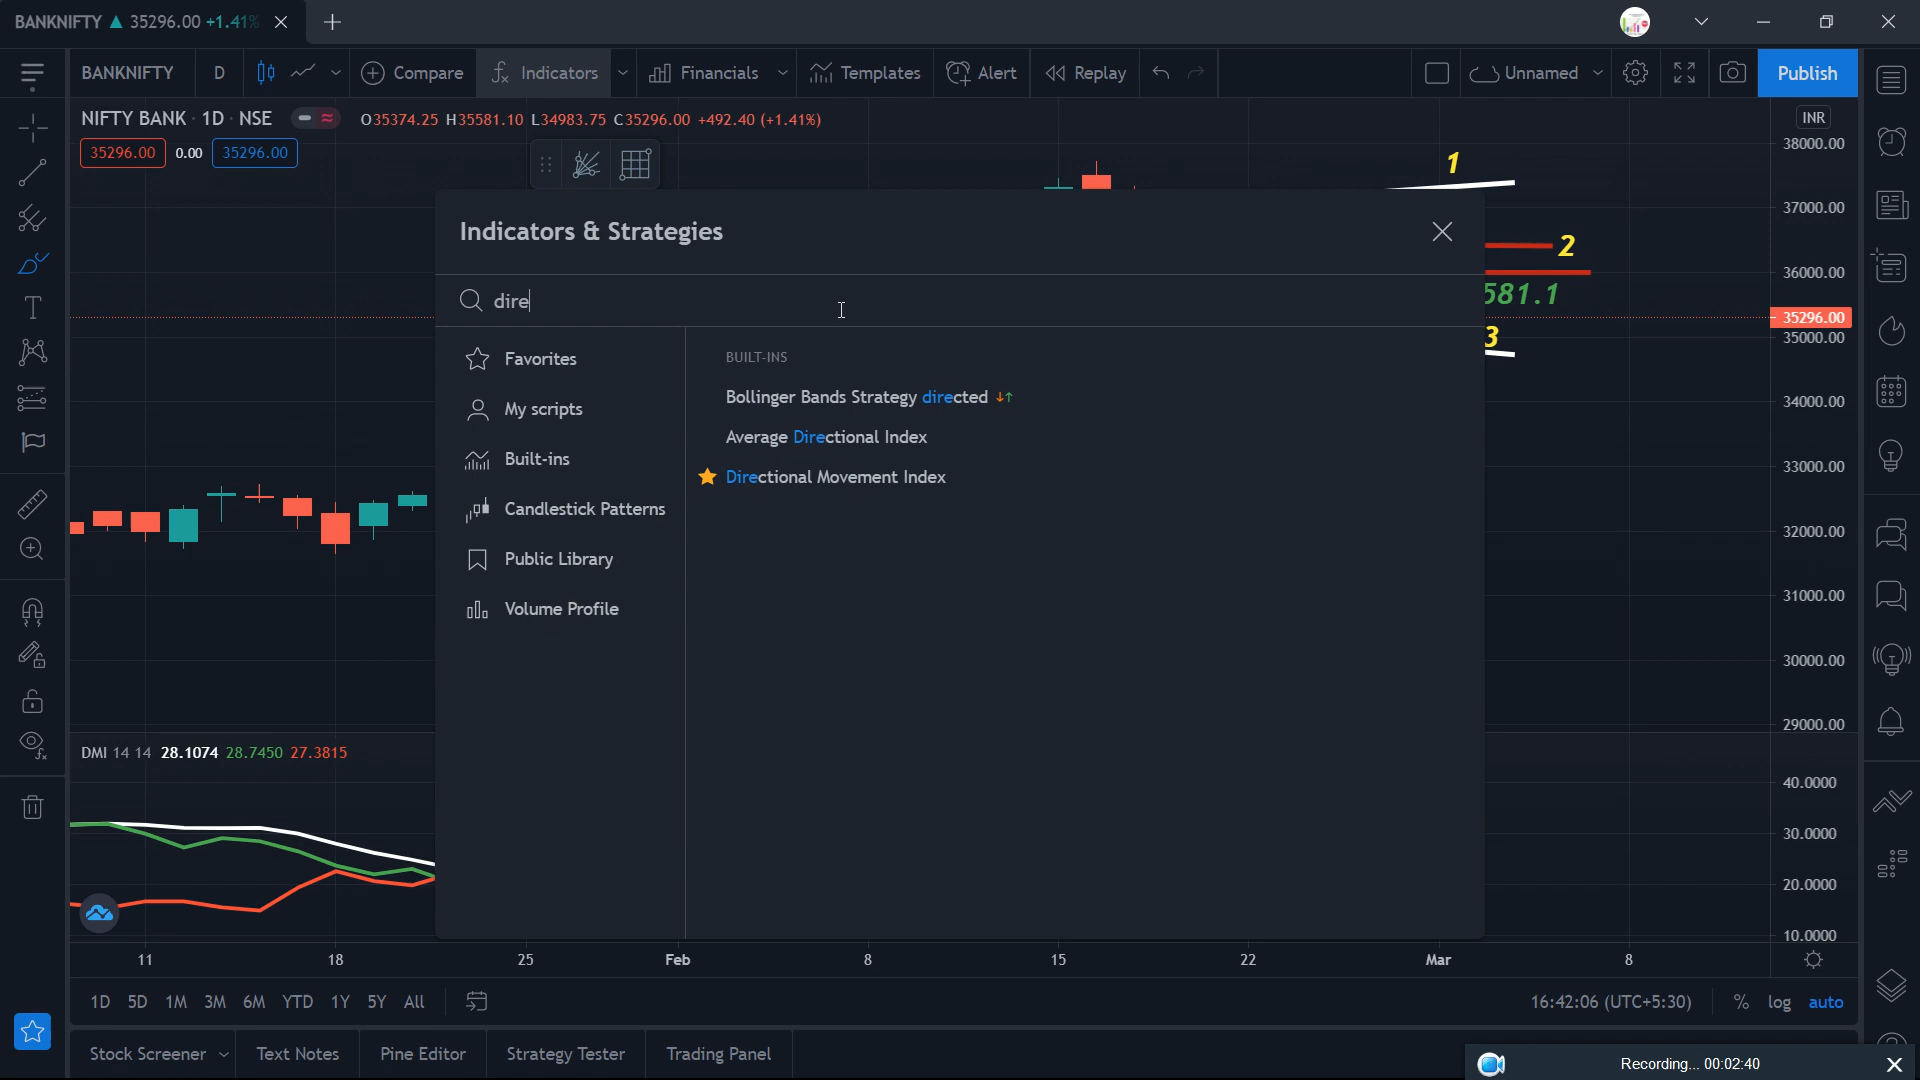 BANKNIFTY ▲ 35296.00 +1.41%
BANKNIFTY D Compare Indicators Financials Templates Alert Replay Unnamed Publish
NIFTY BANK · 1D · NSE O35374.25 H35581.10 L34983.75 C35296.00 +492.40 (+1.41%)
INR
35296.00 0.00 35296.00
38000.00
1
37000.00
Indicators & Strategies
2
36000.00
dire
581.1
35296.00
35000.00
3
Favorites
My scripts
Built-ins
Candlestick Patterns
Public Library
Volume Profile
BUILT-INS
Bollinger Bands Strategy directed
Average Directional Index
Directional Movement Index
34000.00
33000.00
32000.00
31000.00
30000.00
29000.00
DMI 14 14 28.1074 28.7450 27.3815
40.0000
30.0000
20.0000
10.0000
11 18 25 Feb 8 15 22 Mar 8
1D 5D 1M 3M 6M YTD 1Y 5Y All 16:42:06 (UTC+5:30) % log auto
Stock Screener Text Notes Pine Editor Strategy Tester Trading Panel
Recording... 00:02:40